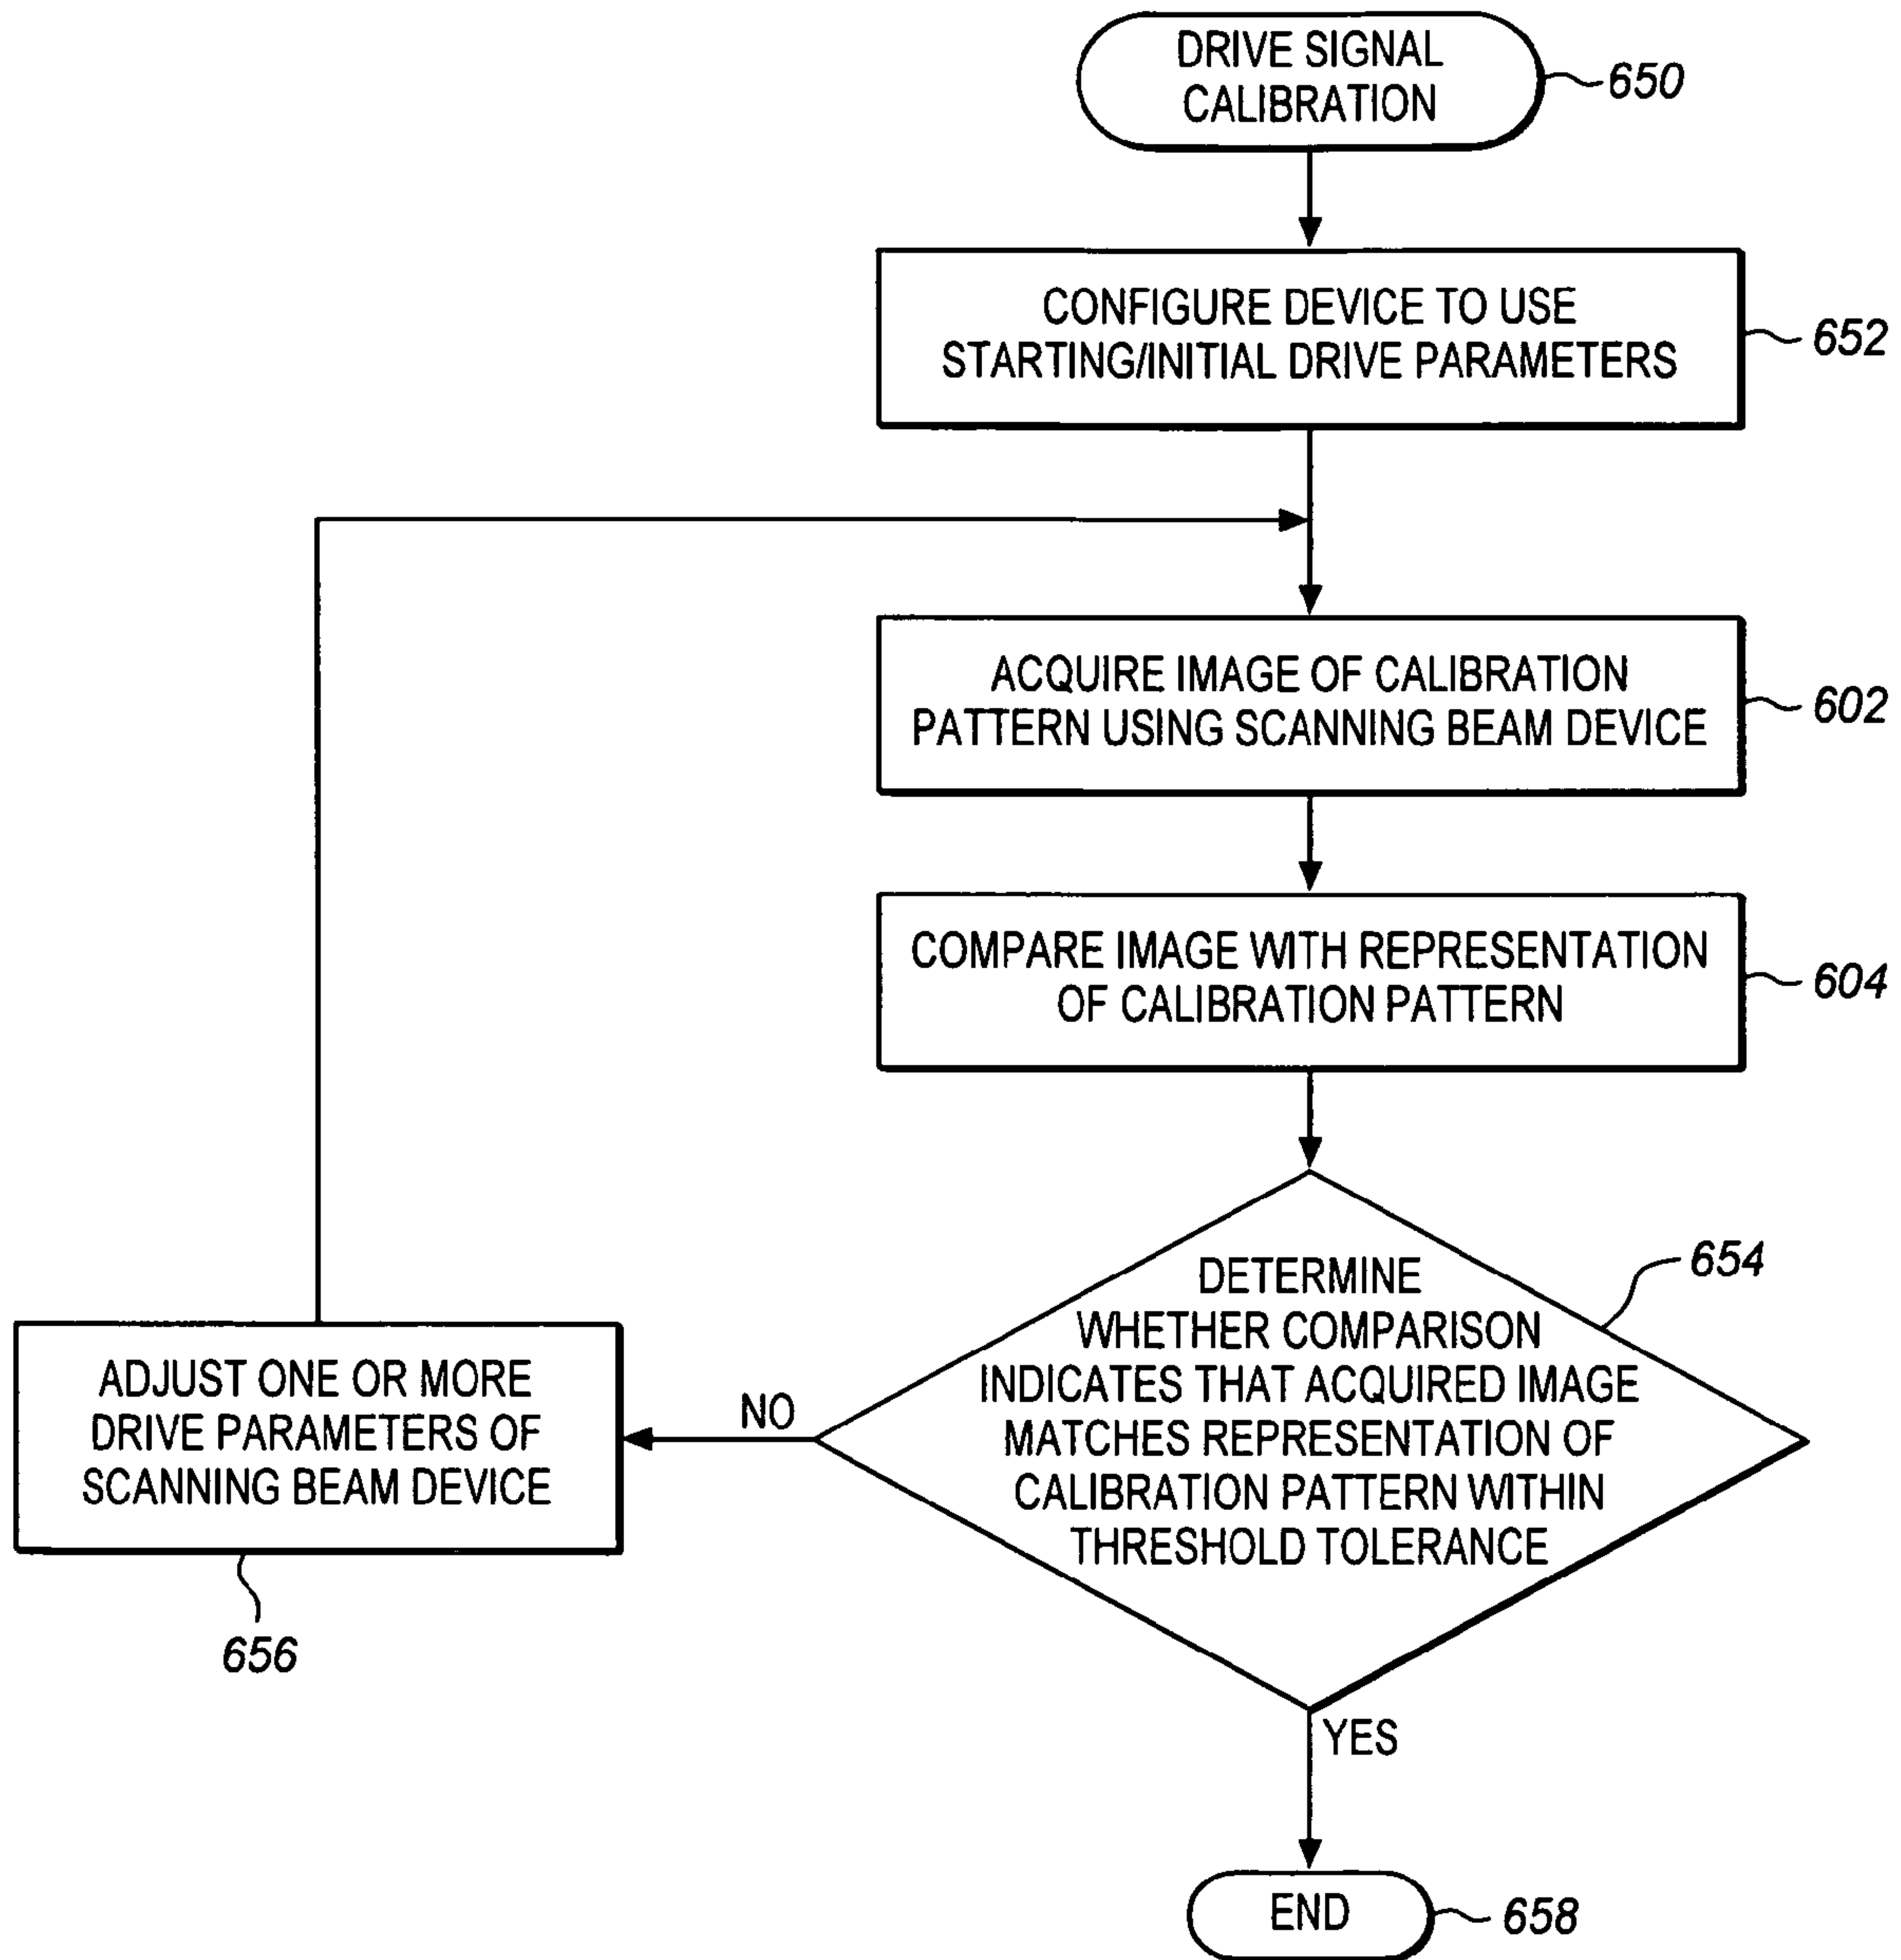 DRIVE SIGNAL
CALIBRATION
650
CONFIGURE DEVICE TO USE
STARTING/INITIAL DRIVE PARAMETERS
652
ACQUIRE IMAGE OF CALIBRATION
PATTERN USING SCANNING BEAM DEVICE
602
COMPARE IMAGE WITH REPRESENTATION
OF CALIBRATION PATTERN
604
DETERMINE
WHETHER COMPARISON
INDICATES THAT ACQUIRED IMAGE
MATCHES REPRESENTATION OF
CALIBRATION PATTERN WITHIN
THRESHOLD TOLERANCE
654
NO
ADJUST ONE OR MORE
DRIVE PARAMETERS OF
SCANNING BEAM DEVICE
656
YES
END
658